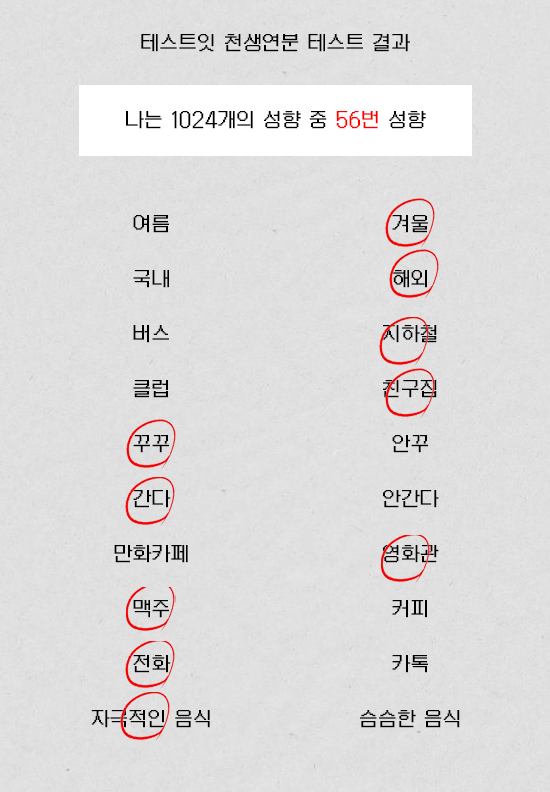 테스트잇 천생연분 테스트 결과
나는 1024개의 성향 중 56번 성향
여름 겨울
국내 해외
버스 지하철
클럽 친구집
꾸꾸 안꾸
간다 안간다
만화카페 영화관
맥주 커피
전화 카톡
자극적인 음식 슴슴한 음식